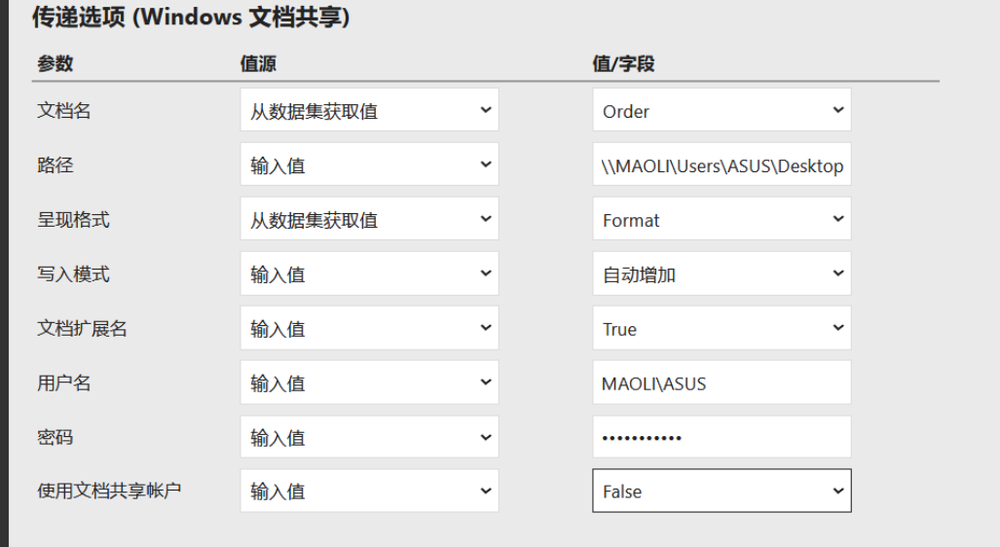 传递选项 (Windows 文档共享)
参数 值源 值/字段
文档名 从数据集获取值 Order
路径 输入值 \\MAOLI\Users\ASUS\Desktop
呈现格式 从数据集获取值 Format
写入模式 输入值 自动增加
文档扩展名 输入值 True
用户名 输入值 MAOLI\ASUS
密码 输入值 •••••••••••
使用文档共享帐户 输入值 False